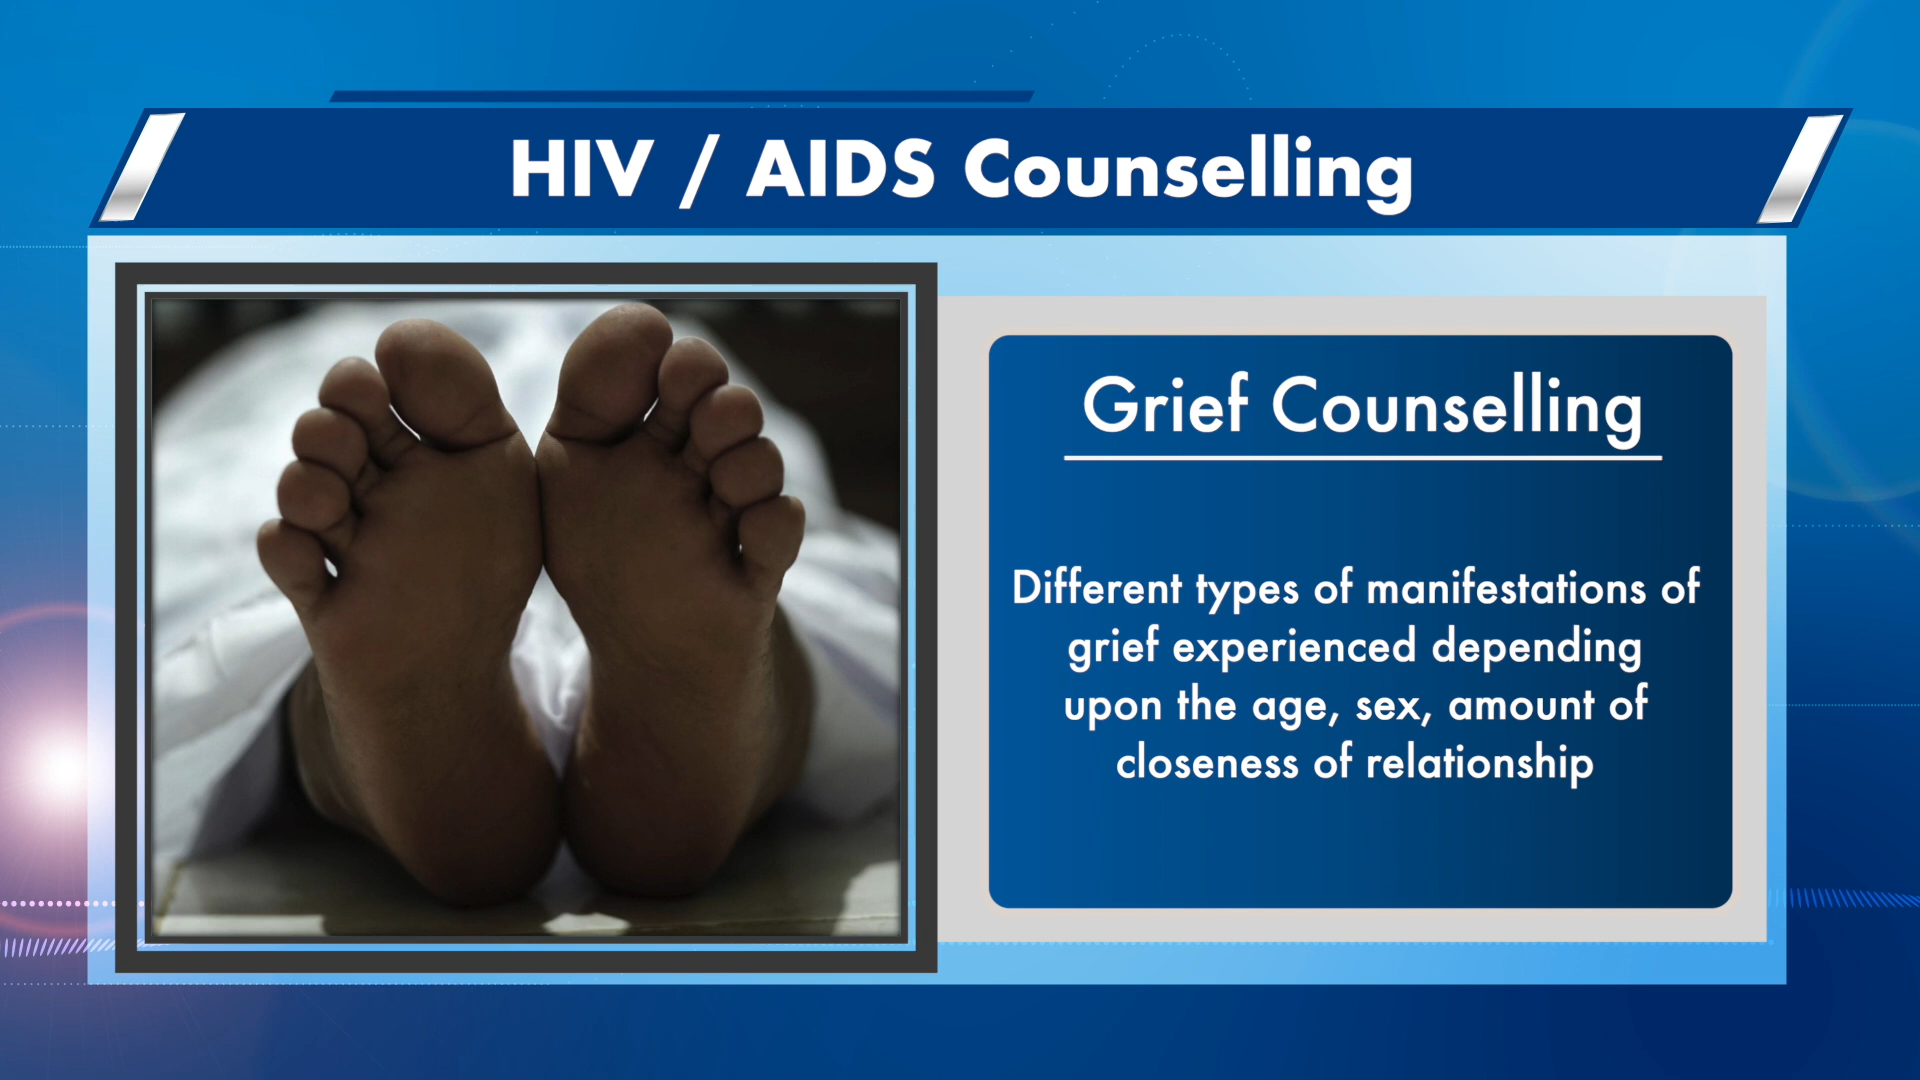 HIV / AIDS Counselling
Grief Counselling
Different types of manifestations of
grief experienced depending
upon the age, sex, amount of
closeness of relationship